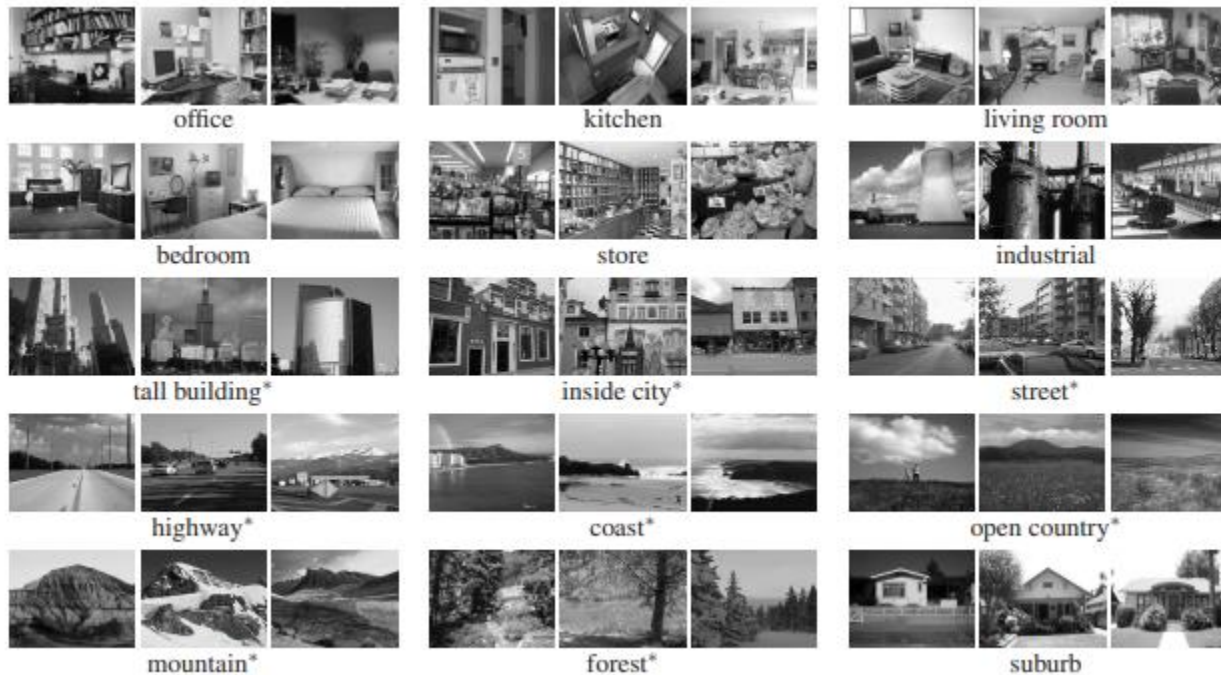 office kitchen living room
bedroom store industrial
tall building* inside city* street*
highway* coast* open country*
mountain* forest* suburb